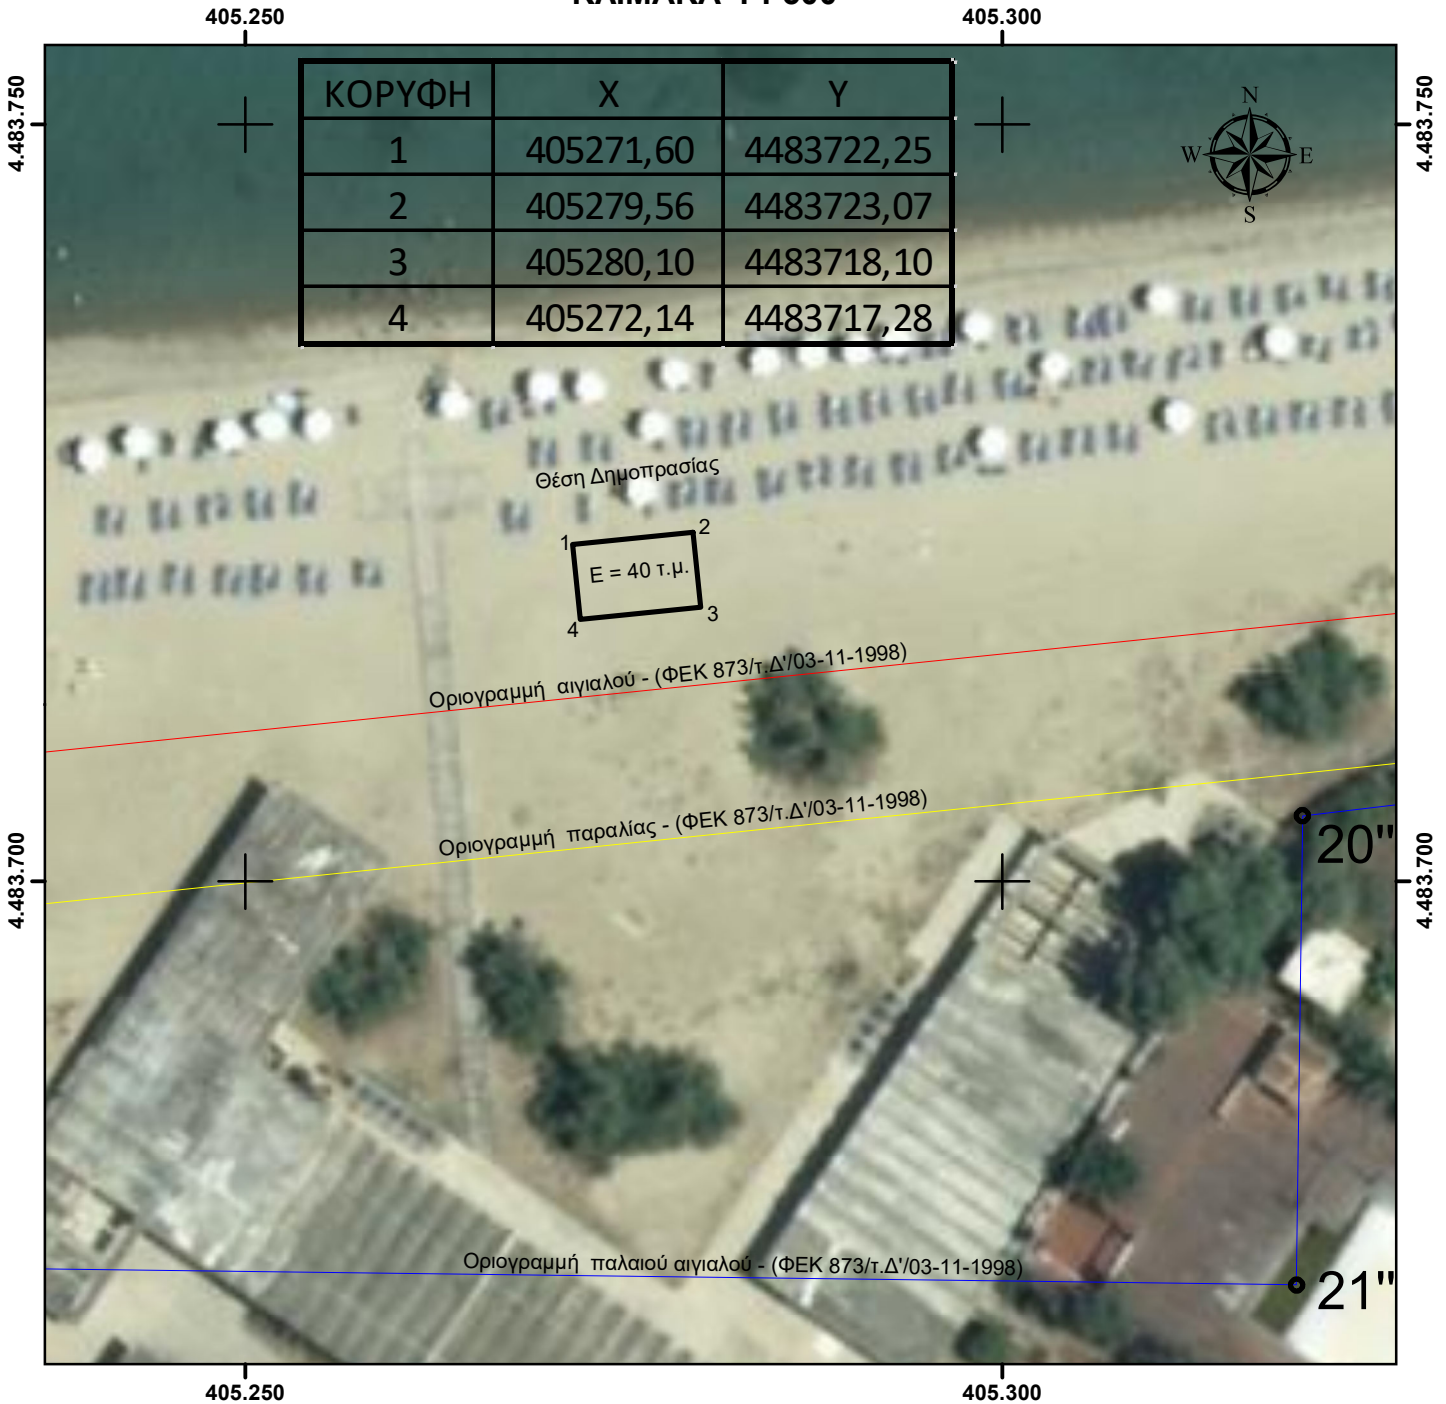 405.250
405.300
4.483.750
4.483.750
ΚΟΡΥΦΗ X Y
1 405271,60 4483722,25
2 405279,56 4483723,07
3 405280,10 4483718,10
4 405272,14 4483717,28
N
W E
S
Θέση Δημοπρασίας
1
2
E = 40 τ.μ.
3
4
Οριογραμμή αιγιαλού - (ΦΕΚ 873/τ.Δ'/03-11-1998)
Οριογραμμή παραλίας - (ΦΕΚ 873/τ.Δ'/03-11-1998)
20"
4.483.700
4.483.700
Οριογραμμή παλαιού αιγιαλού - (ΦΕΚ 873/τ.Δ'/03-11-1998)
21"
405.250
405.300